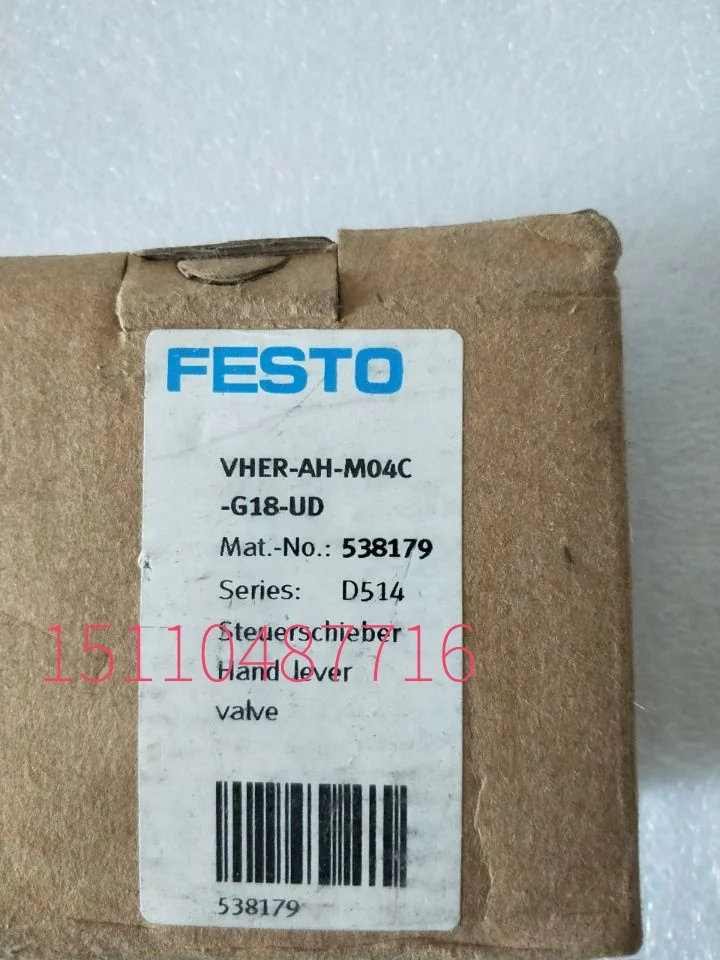 FESTO
VHER-AH-M04C
-G18-UD
Mat.-No.: 538179
Series: D514
Steuerschieber
15110487716
Hand lever
valve
538179